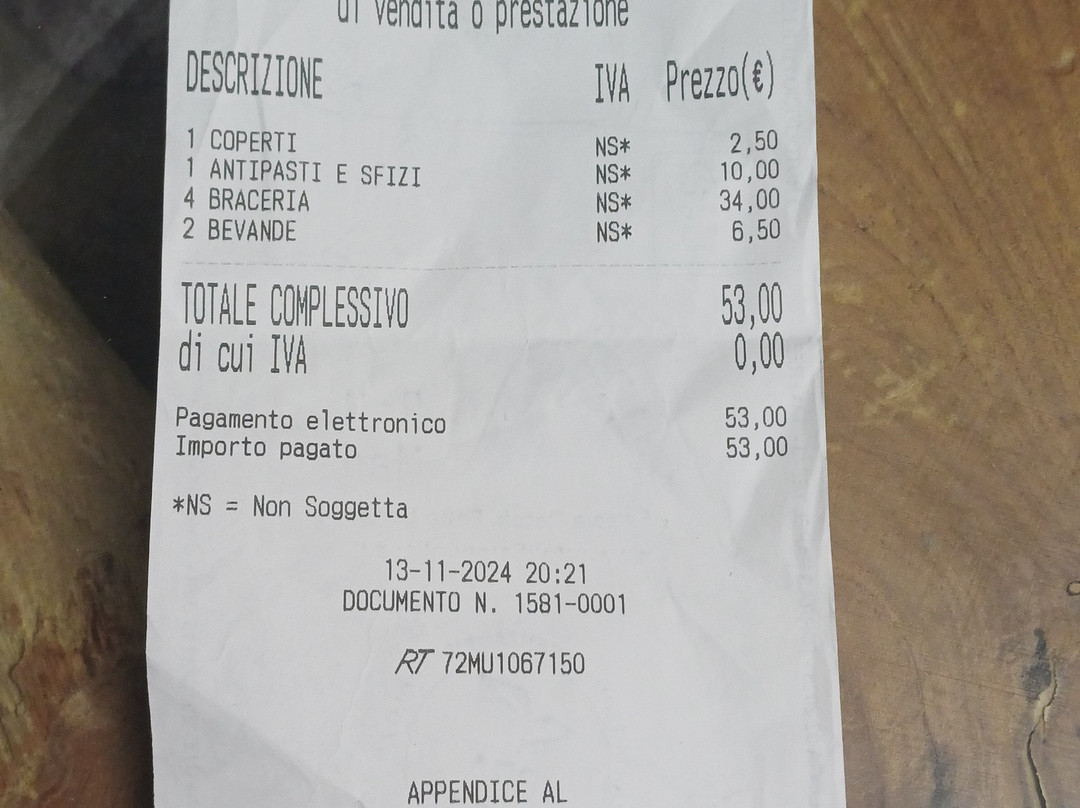 di vendita o prestazione
DESCRIZIONE IVA Prezzo(€)
1 COPERTI NS* 2,50
1 ANTIPASTI E SFIZI NS* 10,00
4 BRACERIA NS* 34,00
2 BEVANDE NS* 6,50
TOTALE COMPLESSIVO 53,00
di cui IVA 0,00
Pagamento elettronico 53,00
Importo pagato 53,00
*NS = Non Soggetta
13-11-2024 20:21
DOCUMENTO N. 1581-0001
RT 72MU1067150
APPENDICE AL